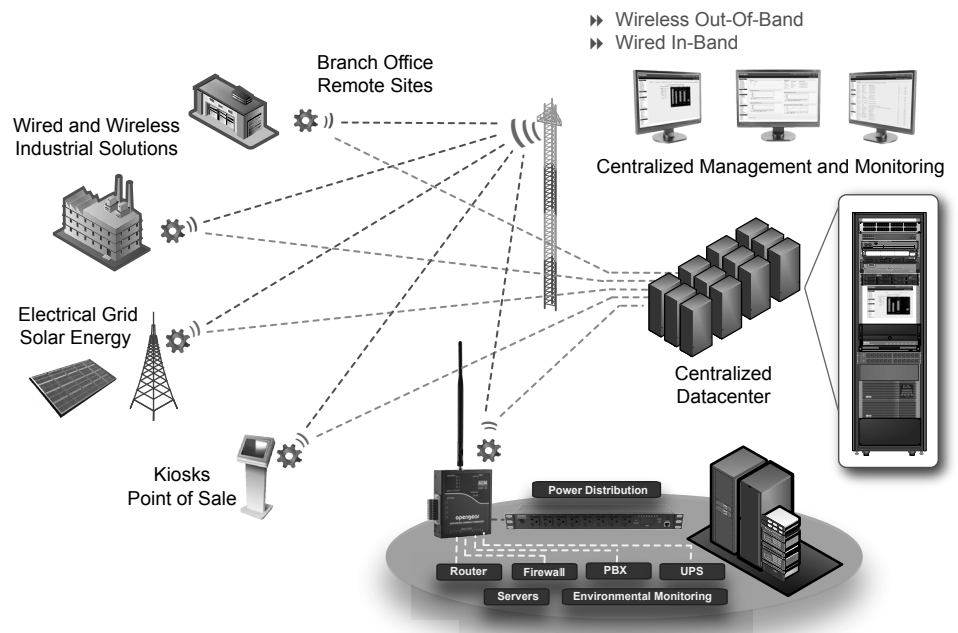 Wireless Out-Of-Band
Wired In-Band
Branch Office
Remote Sites
Wired and Wireless
Industrial Solutions
Centralized Management and Monitoring
Electrical Grid
Solar Energy
Centralized
Datacenter
Kiosks
Point of Sale
Power Distribution
opengear
Router
Firewall
PBX
UPS
Servers
Environmental Monitoring